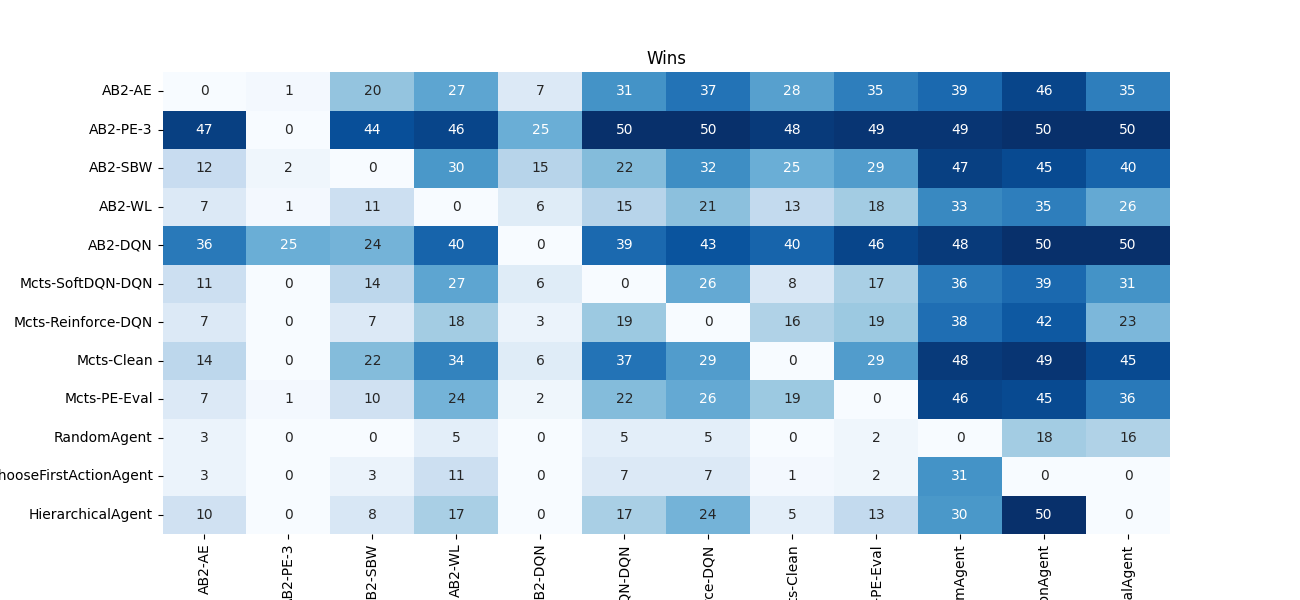 Wins
AB2-AE 0 1 20 27 7 31 37 28 35 39 46 35
AB2-PE-3 47 0 44 46 25 50 50 48 49 49 50 50
AB2-SBW 12 2 0 30 15 22 32 25 29 47 45 40
AB2-WL 7 1 11 0 6 15 21 13 18 33 35 26
AB2-DQN 36 25 24 40 0 39 43 40 46 48 50 50
Mcts-SoftDQN-DQN 11 0 14 27 6 0 26 8 17 36 39 31
Mcts-Reinforce-DQN 7 0 7 18 3 19 0 16 19 38 42 23
Mcts-Clean 14 0 22 34 6 37 29 0 29 48 49 45
Mcts-PE-Eval 7 1 10 24 2 22 26 19 0 46 45 36
RandomAgent 3 0 0 5 0 5 5 0 2 0 18 16
hooseFirstActionAgent 3 0 3 11 0 7 7 1 2 31 0 0
HierarchicalAgent 10 0 8 17 0 17 24 5 13 30 50 0
AB2-AE
B2-PE-3
B2-SBW
AB2-WL
B2-DQN
QN-DQN
rce-DQN
ts-Clean
-PE-Eval
mAgent
onAgent
alAgent